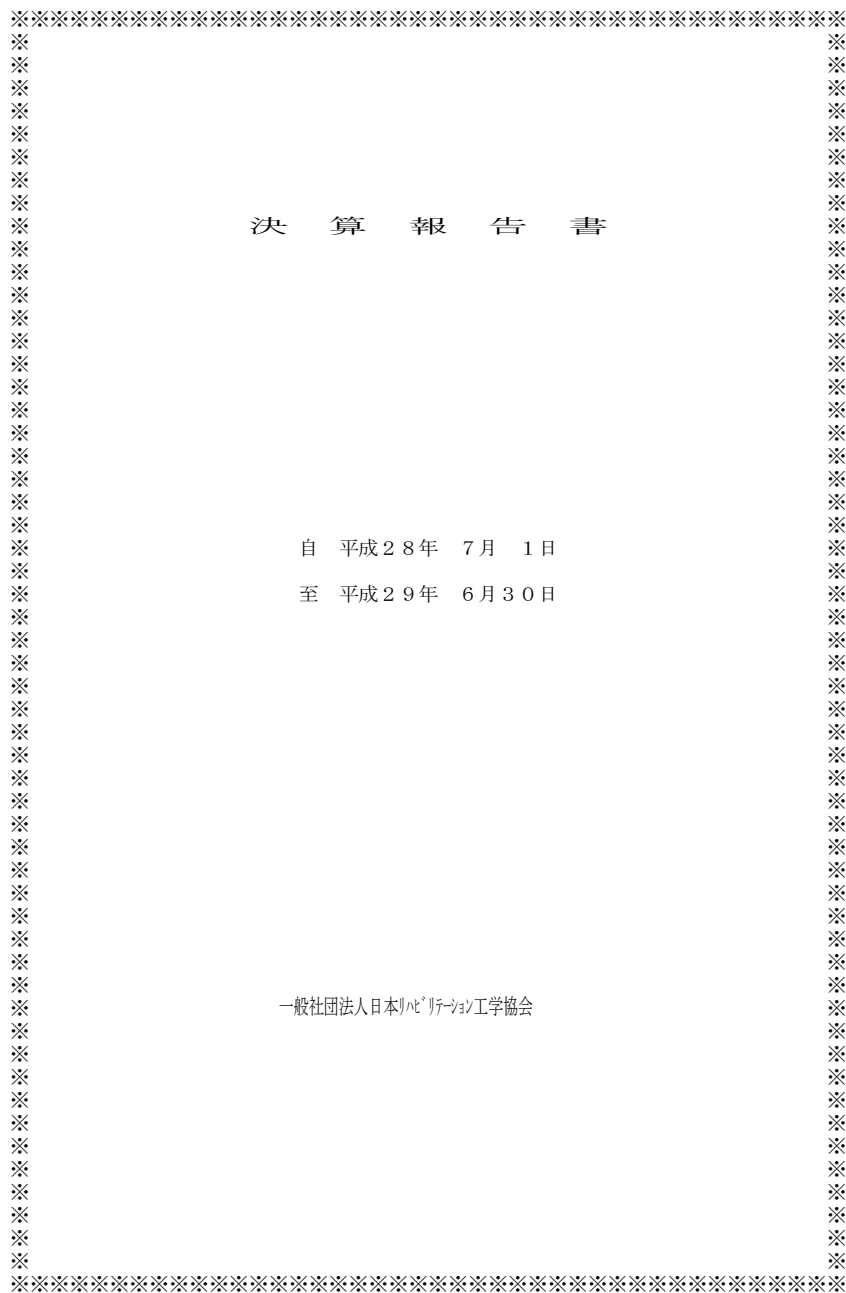 決　算　報　告　書
自　平成２８年　７月　１日
至　平成２９年　６月３０日
一般社団法人日本ﾘﾊﾋﾞﾘﾃｰｼｮﾝ工学協会